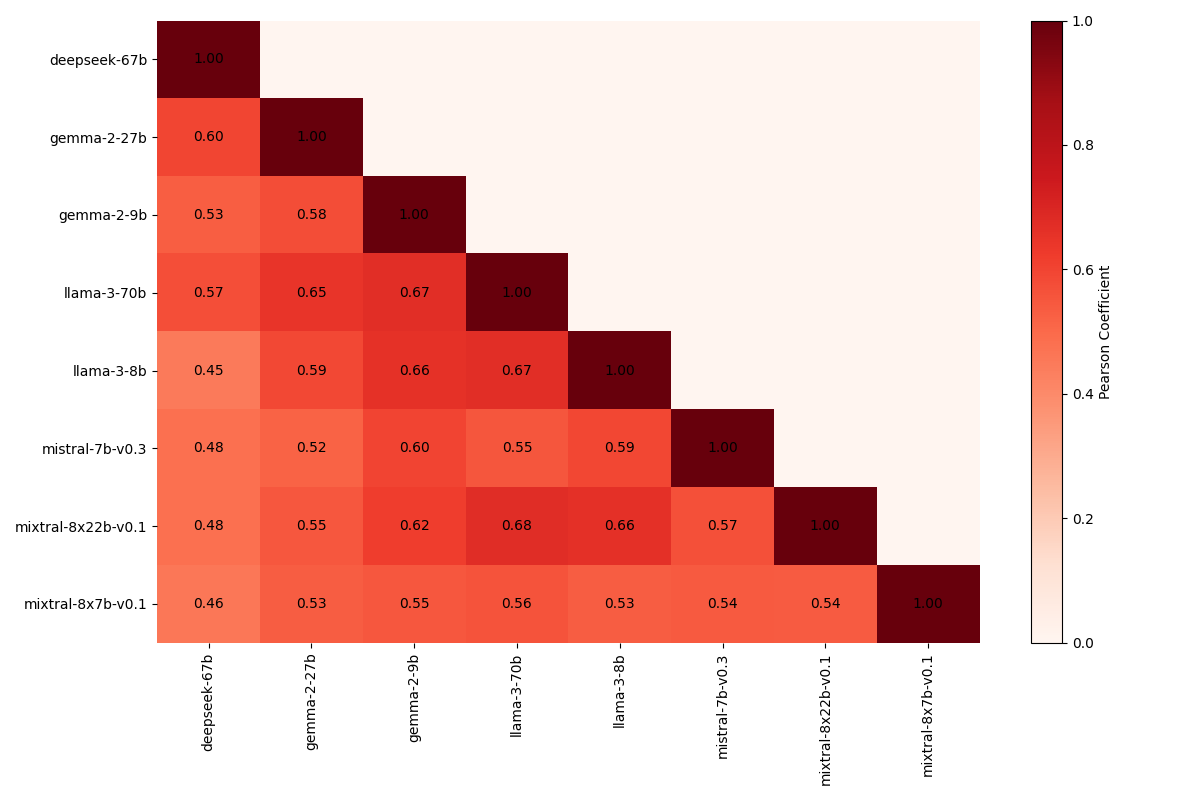 deepseek-67b 1.00
gemma-2-27b 0.60 1.00
gemma-2-9b 0.53 0.58 1.00
llama-3-70b 0.57 0.65 0.67 1.00
llama-3-8b 0.45 0.59 0.66 0.67 1.00
mistral-7b-v0.3 0.48 0.52 0.60 0.55 0.59 1.00
mixtral-8x22b-v0.1 0.48 0.55 0.62 0.68 0.66 0.57 1.00
mixtral-8x7b-v0.1 0.46 0.53 0.55 0.56 0.53 0.54 0.54 1.00
deepseek-67b
gemma-2-27b
gemma-2-9b
llama-3-70b
llama-3-8b
mistral-7b-v0.3
mixtral-8x22b-v0.1
mixtral-8x7b-v0.1
1.0
0.8
0.6
0.4
0.2
0.0
Pearson Coefficient